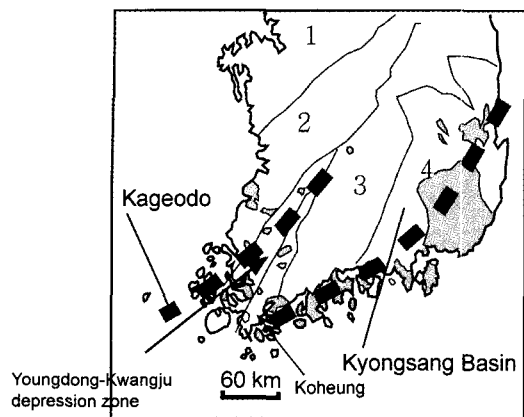 1
2
4
3
Kageodo
Kyongsang Basin
Youngdong-Kwangju
depression zone
60 km
Koheung